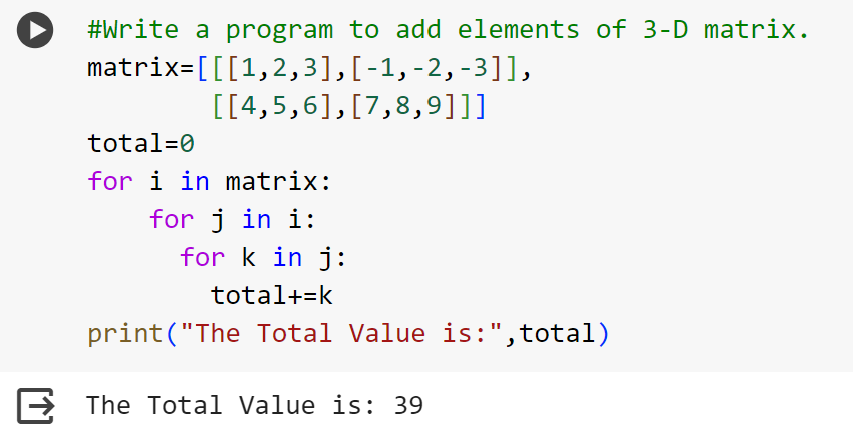 #Write a program to add elements of 3-D matrix.
matrix=[[[1,2,3],[-1,-2,-3]],
        [[4,5,6],[7,8,9]]]
total=0
for i in matrix:
    for j in i:
      for k in j:
        total+=k
print("The Total Value is:",total)
The Total Value is: 39